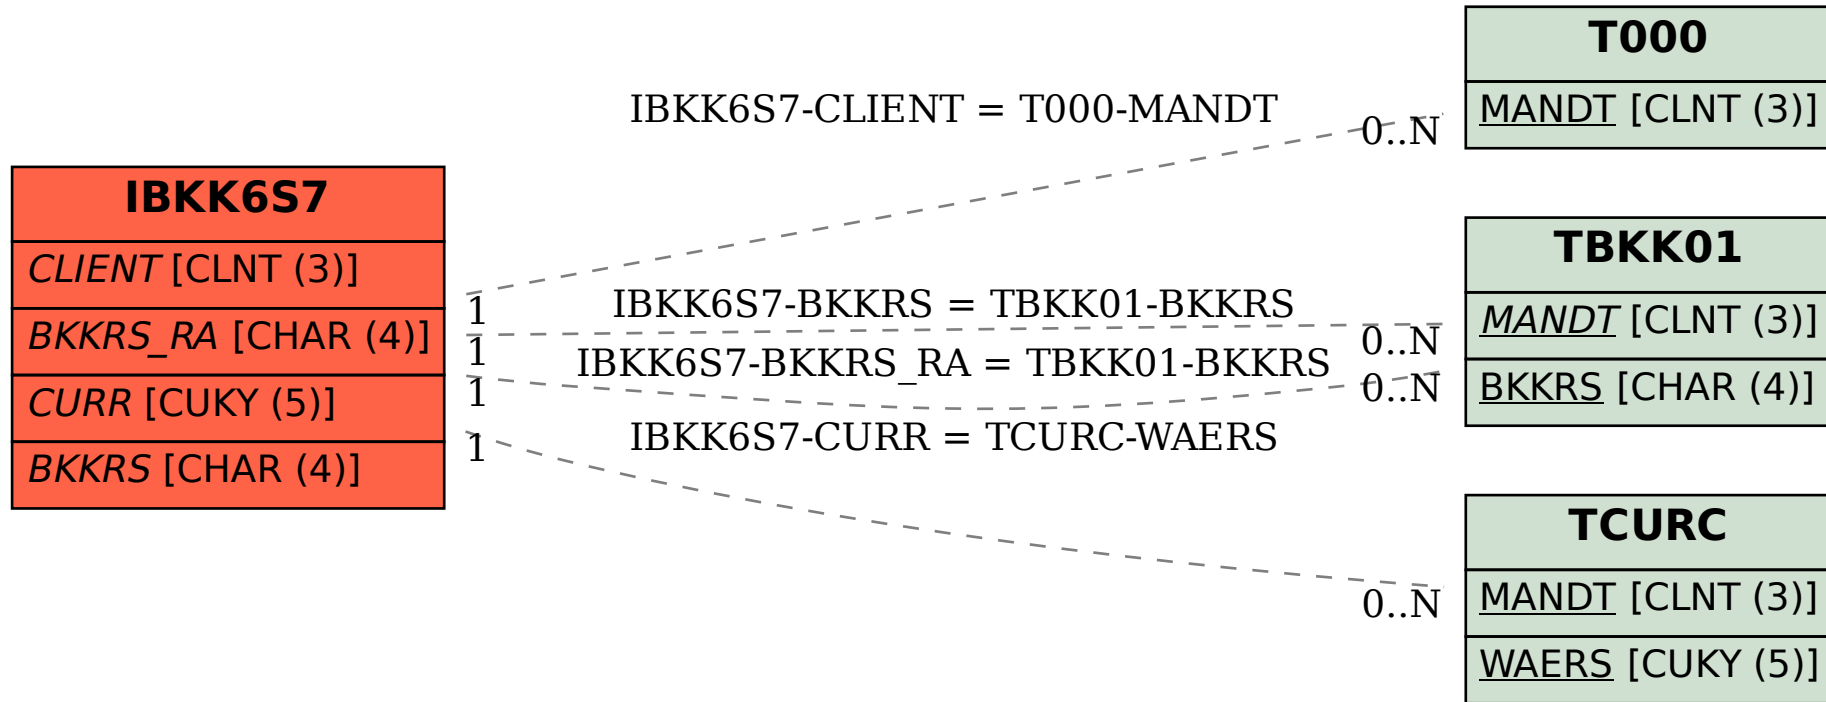 IBKK6S7
CLIENT [CLNT (3)]
BKKRS_RA [CHAR (4)]
CURR [CUKY (5)]
BKKRS [CHAR (4)]
IBKK6S7-CLIENT = T000-MANDT
1
0..N
IBKK6S7-BKKRS = TBKK01-BKKRS
1
0..N
IBKK6S7-BKKRS_RA = TBKK01-BKKRS
1
0..N
IBKK6S7-CURR = TCURC-WAERS
1
0..N
T000
MANDT [CLNT (3)]
TBKK01
MANDT [CLNT (3)]
BKKRS [CHAR (4)]
TCURC
MANDT [CLNT (3)]
WAERS [CUKY (5)]